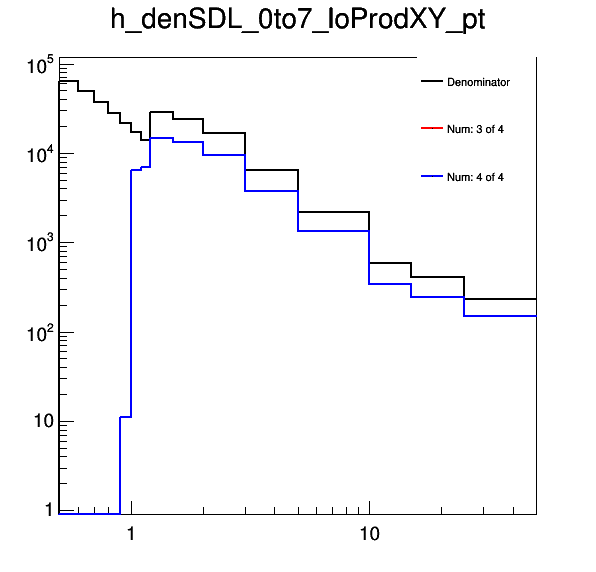 h_denSDL_0to7_loProdXY_pt
10^5
Denominator
Num: 3 of 4
10^4
Num: 4 of 4
10^3
10^2
10
1
1 10